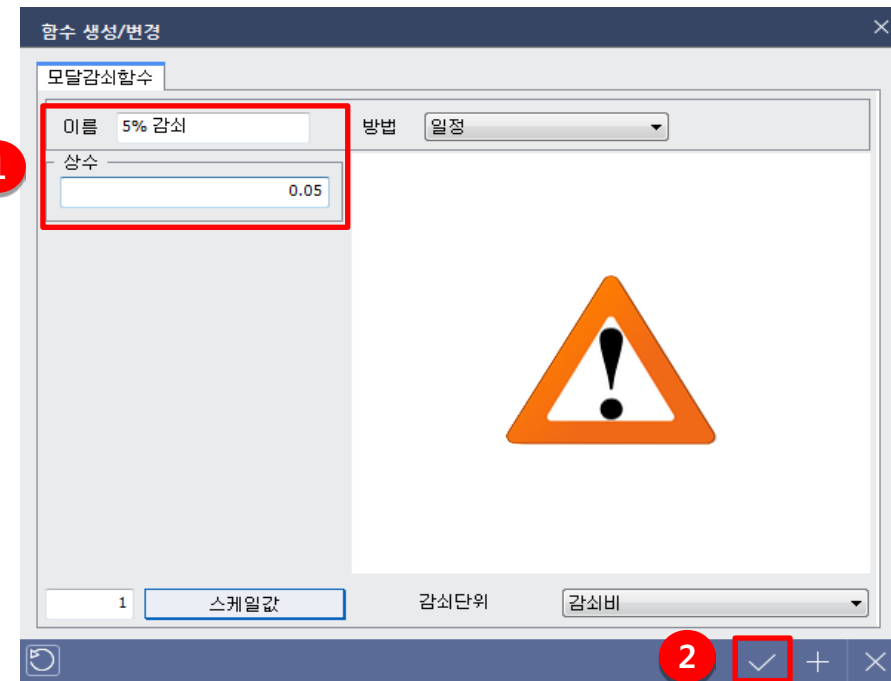 함수 생성/변경
모달감쇠함수
이름 5% 감쇠 방법 일정
1 상수
0.05
1 스케일값 감쇠단위 감쇠비
2